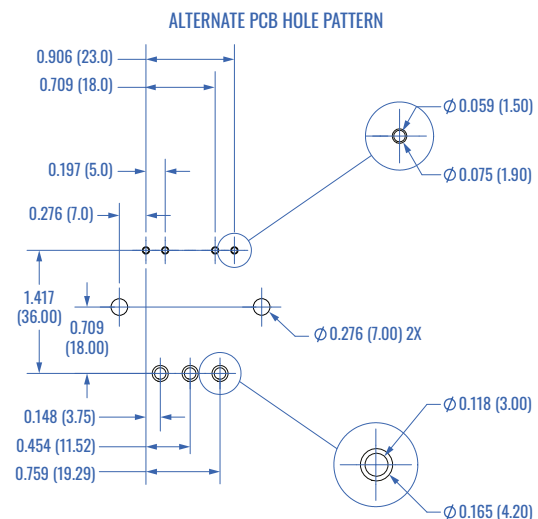 ALTERNATE PCB HOLE PATTERN
0.906 (23.0)
0.709 (18.0)
Ø 0.059 (1.50)
0.197 (5.0)
Ø 0.075 (1.90)
0.276 (7.0)
1.417
(36.00)
0.709
(18.00)
Ø 0.276 (7.00) 2X
0.148 (3.75)
Ø 0.118 (3.00)
0.454 (11.52)
0.759 (19.29)
Ø 0.165 (4.20)